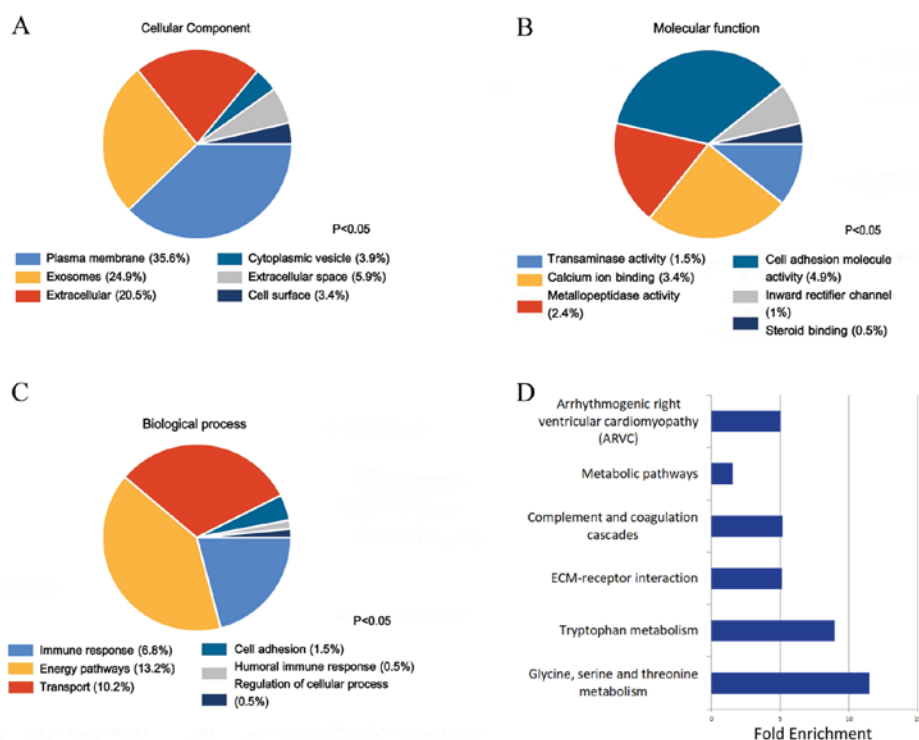 A
Cellular Component
P<0.05
Plasma membrane (35.6%)
Exosomes (24.9%)
Extracellular (20.5%)
Cytoplasmic vesicle (3.9%)
Extracellular space (5.9%)
Cell surface (3.4%)
B
Molecular function
P<0.05
Transaminase activity (1.5%)
Calcium ion binding (3.4%)
Metallopeptidase activity
(2.4%)
Cell adhesion molecule
activity (4.9%)
Inward rectifier channel
(1%)
Steroid binding (0.5%)
C
Biological process
P<0.05
Immune response (6.8%)
Energy pathways (13.2%)
Transport (10.2%)
Cell adhesion (1.5%)
Humoral immune response (0.5%)
Regulation of cellular process
(0.5%)
D
Arrhythmogenic right
ventricular cardiomyopathy
(ARVC)
Metabolic pathways
Complement and coagulation
cascades
ECM-receptor interaction
Tryptophan metabolism
Glycine, serine and threonine
metabolism
0 5 10 15
Fold Enrichment